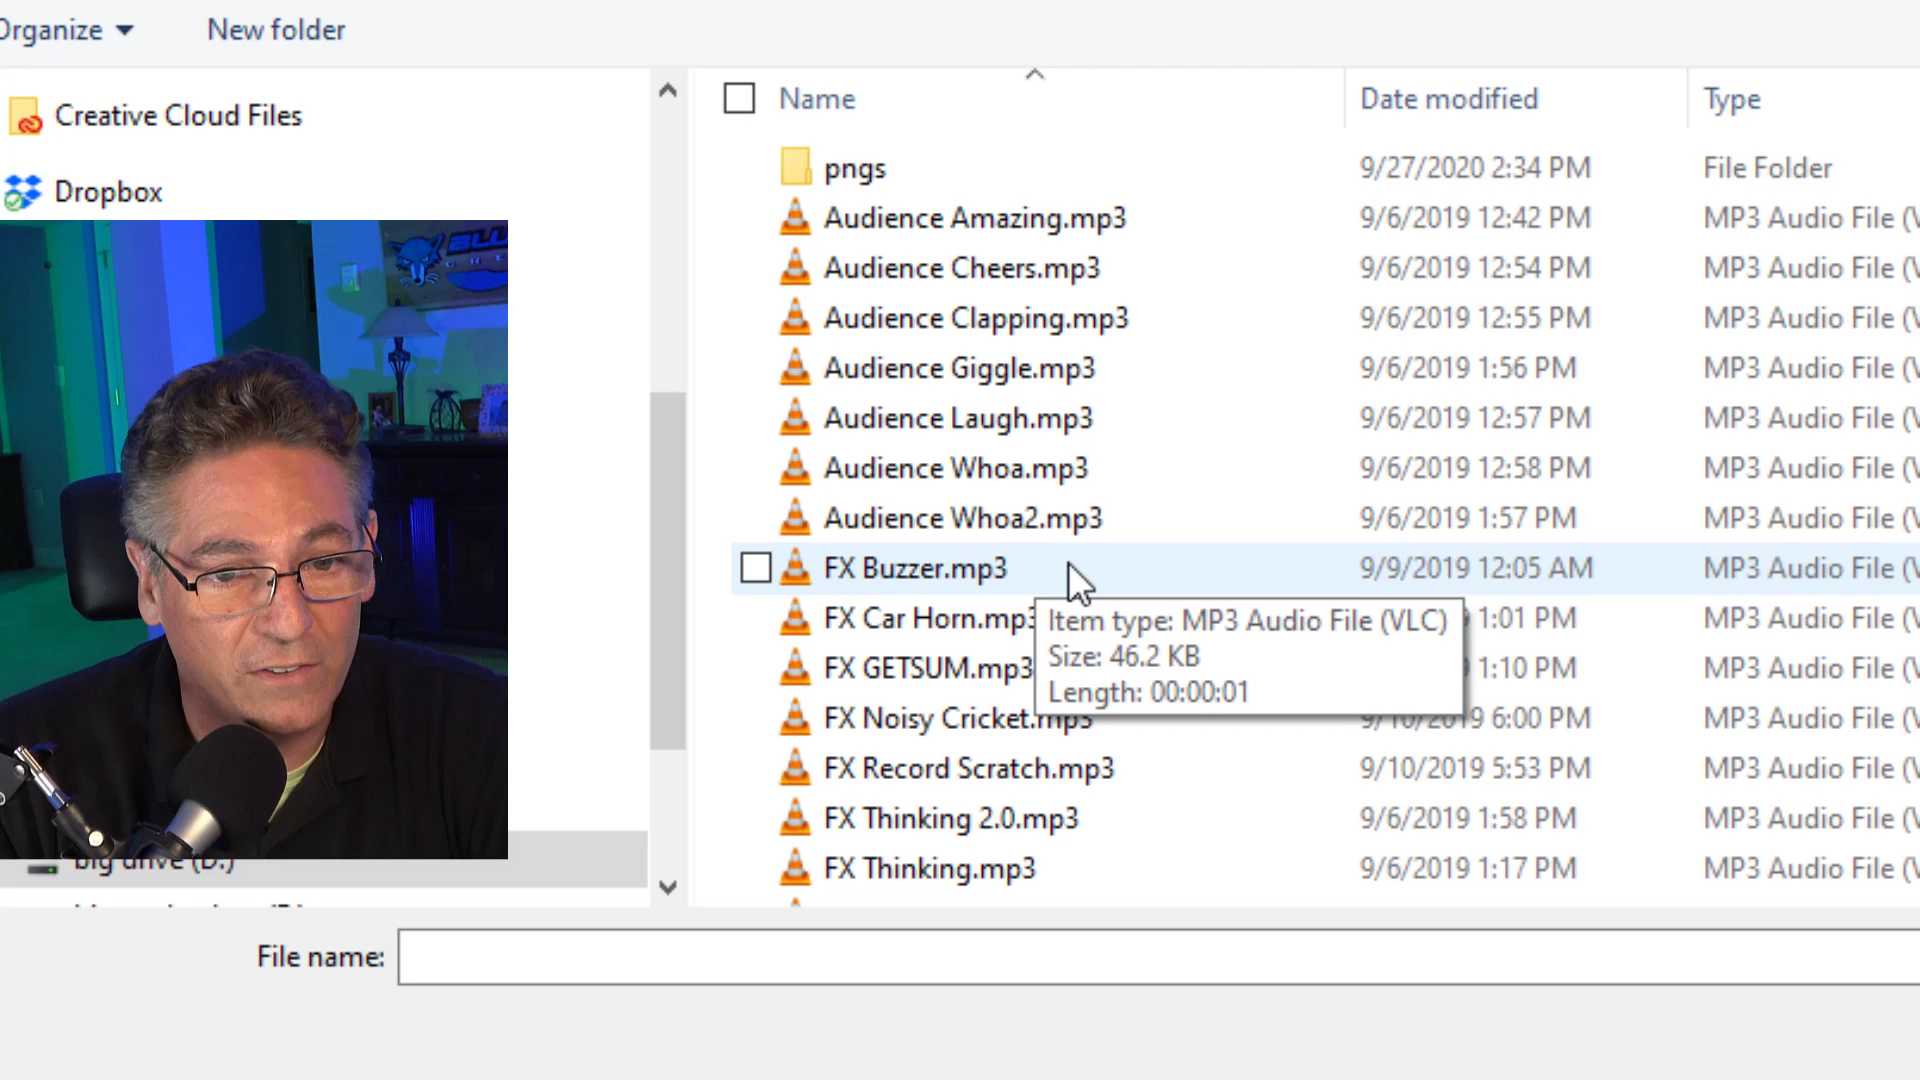 Organize
New folder
Creative Cloud Files
Dropbox
big drive (D:)
Name
Date modified
Type
pngs
9/27/2020 2:34 PM
File Folder
Audience Amazing.mp3
9/6/2019 12:42 PM
MP3 Audio File (V
Audience Cheers.mp3
9/6/2019 12:54 PM
MP3 Audio File (V
Audience Clapping.mp3
9/6/2019 12:55 PM
MP3 Audio File (V
Audience Giggle.mp3
9/6/2019 1:56 PM
MP3 Audio File (V
Audience Laugh.mp3
9/6/2019 12:57 PM
MP3 Audio File (V
Audience Whoa.mp3
9/6/2019 12:58 PM
MP3 Audio File (V
Audience Whoa2.mp3
9/6/2019 1:57 PM
MP3 Audio File (V
FX Buzzer.mp3
9/9/2019 12:05 AM
MP3 Audio File (V
FX Car Horn.mp3
1:01 PM
MP3 Audio File (V
FX GETSUM.mp3
1:10 PM
MP3 Audio File (V
FX Noisy Cricket.mp3
9/10/2019 6:00 PM
MP3 Audio File (V
FX Record Scratch.mp3
9/10/2019 5:53 PM
MP3 Audio File (V
FX Thinking 2.0.mp3
9/6/2019 1:58 PM
MP3 Audio File (V
FX Thinking.mp3
9/6/2019 1:17 PM
MP3 Audio File (V
Item type: MP3 Audio File (VLC)
Size: 46.2 KB
Length: 00:00:01
File name: